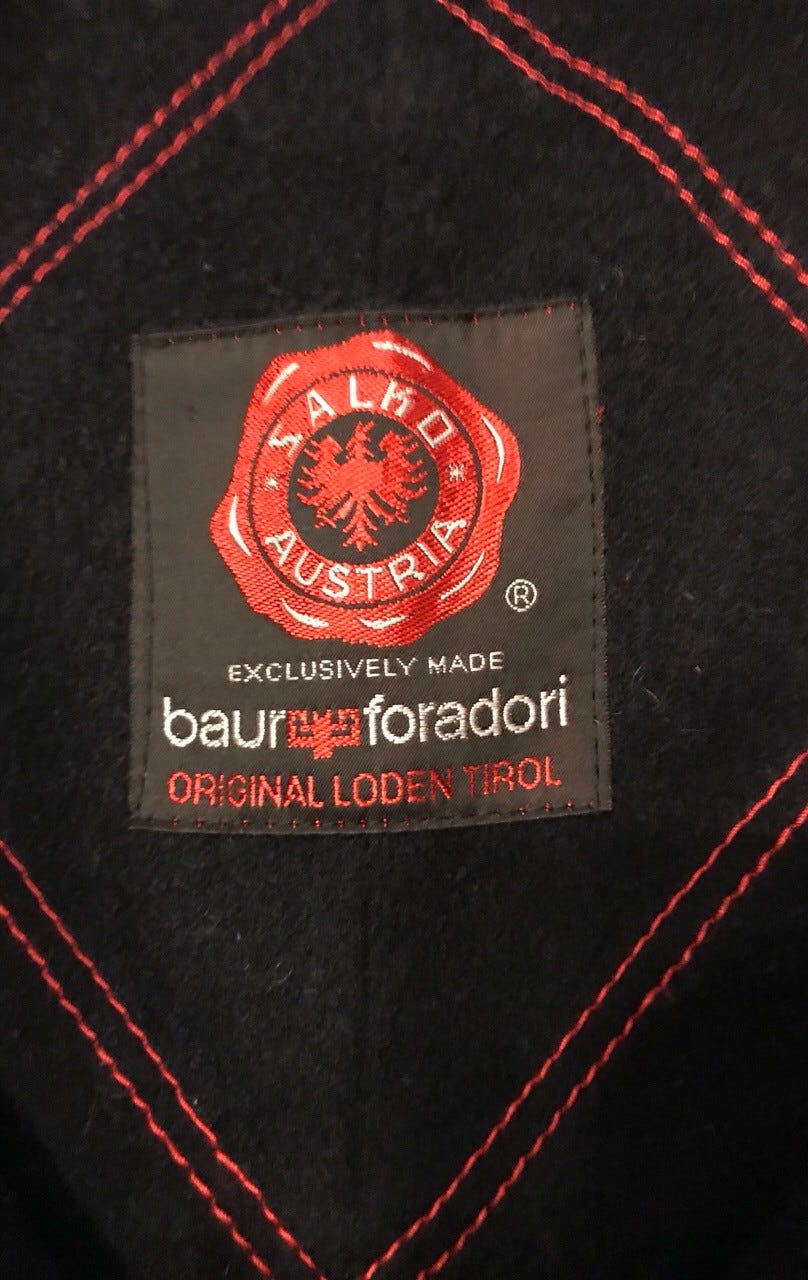 SALKO
* *
AUSTRIA
®
EXCLUSIVELY MADE
baur foradori
ORIGINAL LODEN TIROL